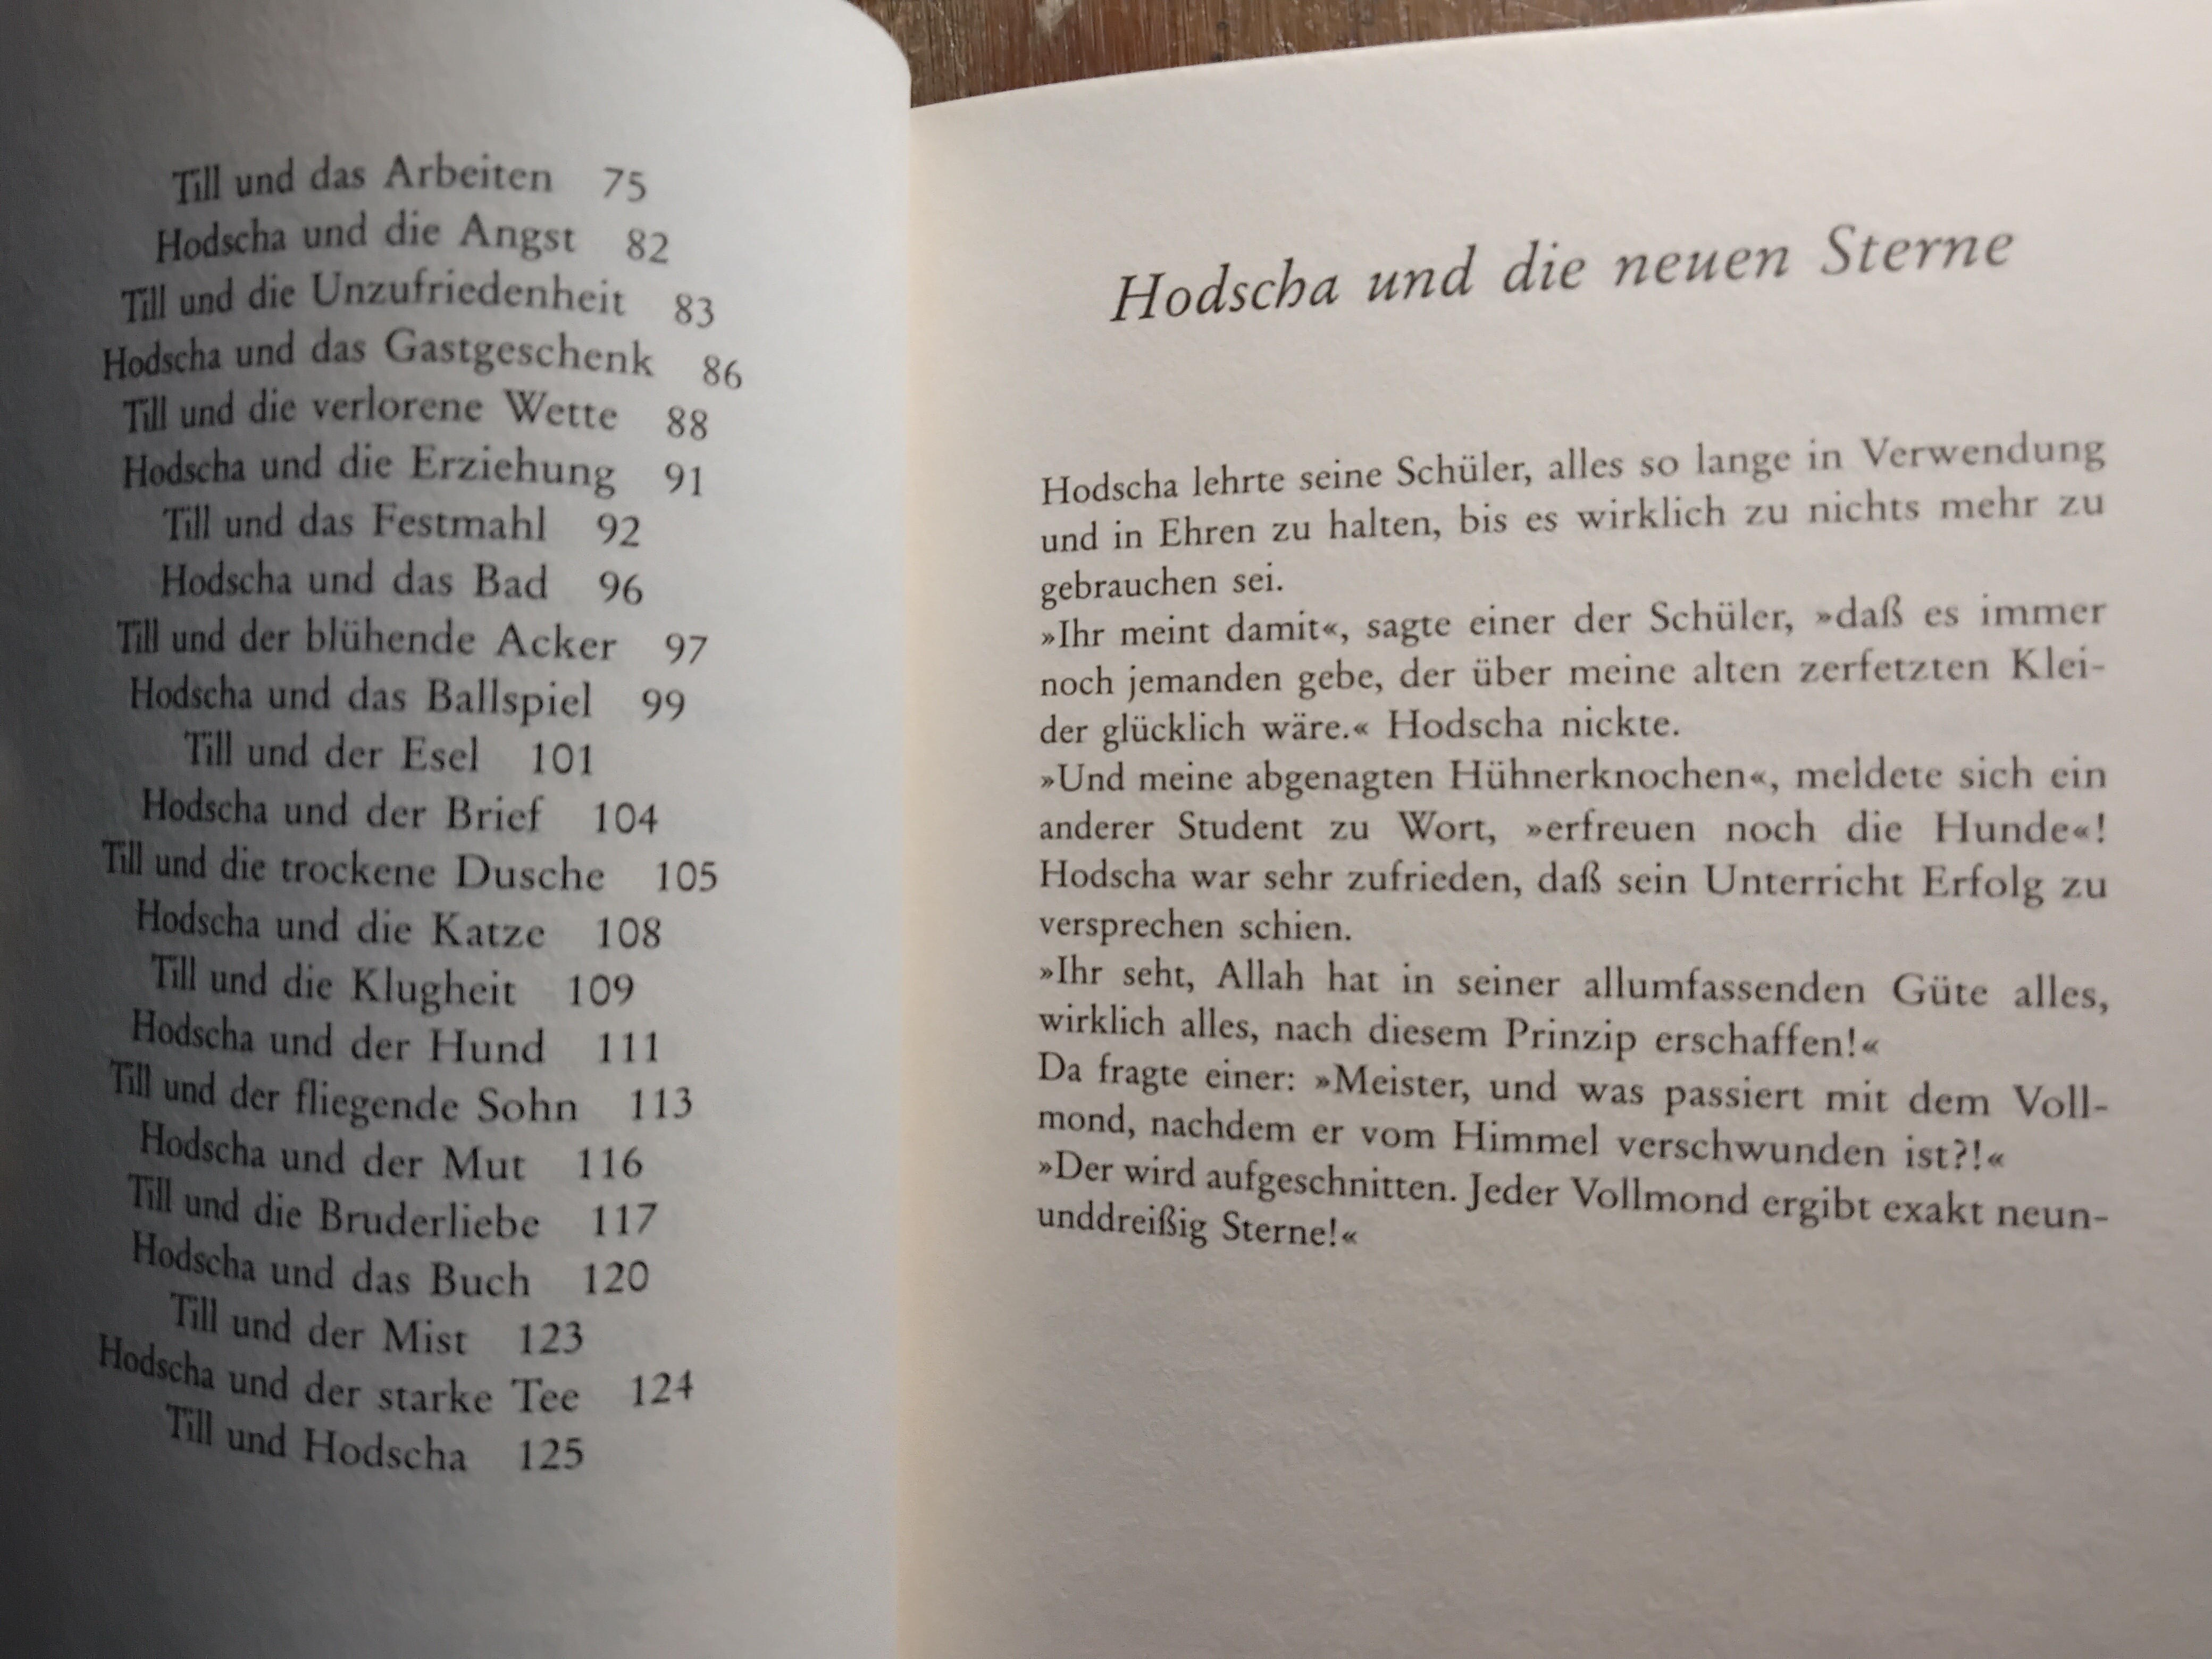 Till und das Arbeiten 75
Hodscha und die Angst 82
Till und die Unzufriedenheit 83
Hodscha und das Gastgeschenk 86
Till und die verlorene Wette 88
Hodscha und die Erziehung 91
Till und das Festmahl 92
Hodscha und das Bad 96
Till und der blühende Acker 97
Hodscha und das Ballspiel 99
Till und der Esel 101
Hodscha und der Brief 104
Till und die trockene Dusche 105
Hodscha und die Katze 108
Till und die Klugheit 109
Hodscha und der Hund 111
Till und der fliegende Sohn 113
Hodscha und der Mut 116
Till und die Bruderliebe 117
Hodscha und das Buch 120
Till und der Mist 123
Hodscha und der starke Tee 124
Till und Hodscha 125
Hodscha und die neuen Sterne
Hodscha lehrte seine Schüler, alles so lange in Verwendung
und in Ehren zu halten, bis es wirklich zu nichts mehr zu
gebrauchen sei.
»Ihr meint damit«, sagte einer der Schüler, »daß es immer
noch jemanden gebe, der über meine alten zerfetzten Klei-
der glücklich wäre.« Hodscha nickte.
»Und meine abgenagten Hühnerknochen«, meldete sich ein
anderer Student zu Wort, »erfreuen noch die Hunde«!
Hodscha war sehr zufrieden, daß sein Unterricht Erfolg zu
versprechen schien.
»Ihr seht, Allah hat in seiner allumfassenden Güte alles,
wirklich alles, nach diesem Prinzip erschaffen!«
Da fragte einer: »Meister, und was passiert mit dem Voll-
mond, nachdem er vom Himmel verschwunden ist?!«
»Der wird aufgeschnitten. Jeder Vollmond ergibt exakt neun-
unddreißig Sterne!«